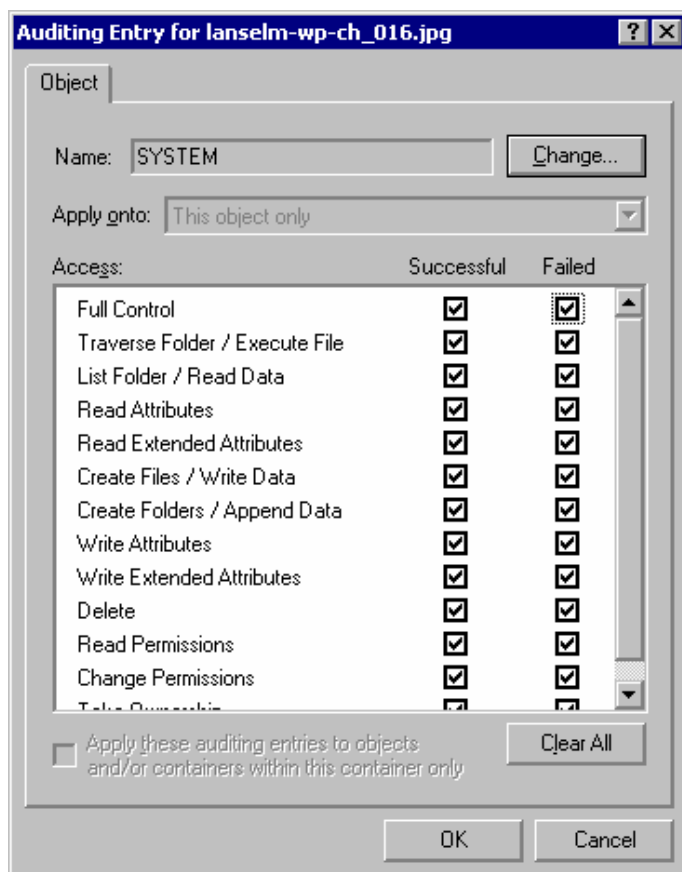 Auditing Entry for lanselm-wp-ch_016.jpg
Object
Name: SYSTEM Change...
Apply onto: This object only
Access: Successful Failed
Full Control
Traverse Folder / Execute File
List Folder / Read Data
Read Attributes
Read Extended Attributes
Create Files / Write Data
Create Folders / Append Data
Write Attributes
Write Extended Attributes
Delete
Read Permissions
Change Permissions
Take Ownership
Apply these auditing entries to objects
and/or containers within this container only
Clear All
OK Cancel